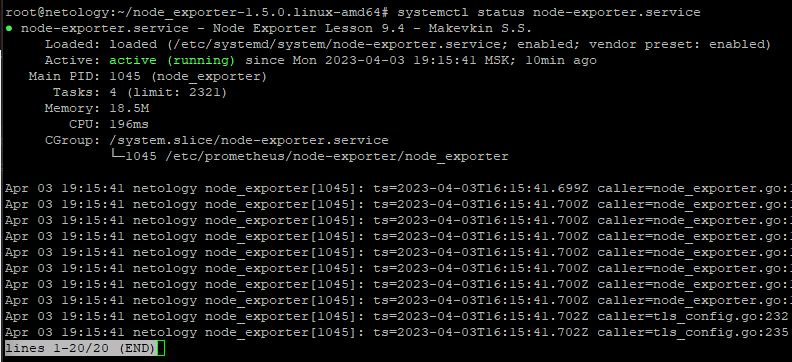 root@netology:~/node_exporter-1.5.0.linux-amd64# systemctl status node-exporter.service
● node-exporter.service - Node Exporter Lesson 9.4 - Makevkin S.S.
Loaded: loaded (/etc/systemd/system/node-exporter.service; enabled; vendor preset: enabled)
Active: active (running) since Mon 2023-04-03 19:15:41 MSK; 10min ago
Main PID: 1045 (node_exporter)
Tasks: 4 (limit: 2321)
Memory: 18.5M
CPU: 196ms
CGroup: /system.slice/node-exporter.service
└─1045 /etc/prometheus/node-exporter/node_exporter
Apr 03 19:15:41 netology node_exporter[1045]: ts=2023-04-03T16:15:41.699Z caller=node_exporter.go:1
Apr 03 19:15:41 netology node_exporter[1045]: ts=2023-04-03T16:15:41.700Z caller=node_exporter.go:1
Apr 03 19:15:41 netology node_exporter[1045]: ts=2023-04-03T16:15:41.700Z caller=node_exporter.go:1
Apr 03 19:15:41 netology node_exporter[1045]: ts=2023-04-03T16:15:41.700Z caller=node_exporter.go:1
Apr 03 19:15:41 netology node_exporter[1045]: ts=2023-04-03T16:15:41.700Z caller=node_exporter.go:1
Apr 03 19:15:41 netology node_exporter[1045]: ts=2023-04-03T16:15:41.700Z caller=node_exporter.go:1
Apr 03 19:15:41 netology node_exporter[1045]: ts=2023-04-03T16:15:41.700Z caller=node_exporter.go:1
Apr 03 19:15:41 netology node_exporter[1045]: ts=2023-04-03T16:15:41.700Z caller=node_exporter.go:1
Apr 03 19:15:41 netology node_exporter[1045]: ts=2023-04-03T16:15:41.702Z caller=tls_config.go:232
Apr 03 19:15:41 netology node_exporter[1045]: ts=2023-04-03T16:15:41.702Z caller=tls_config.go:235
lines 1-20/20 (END)